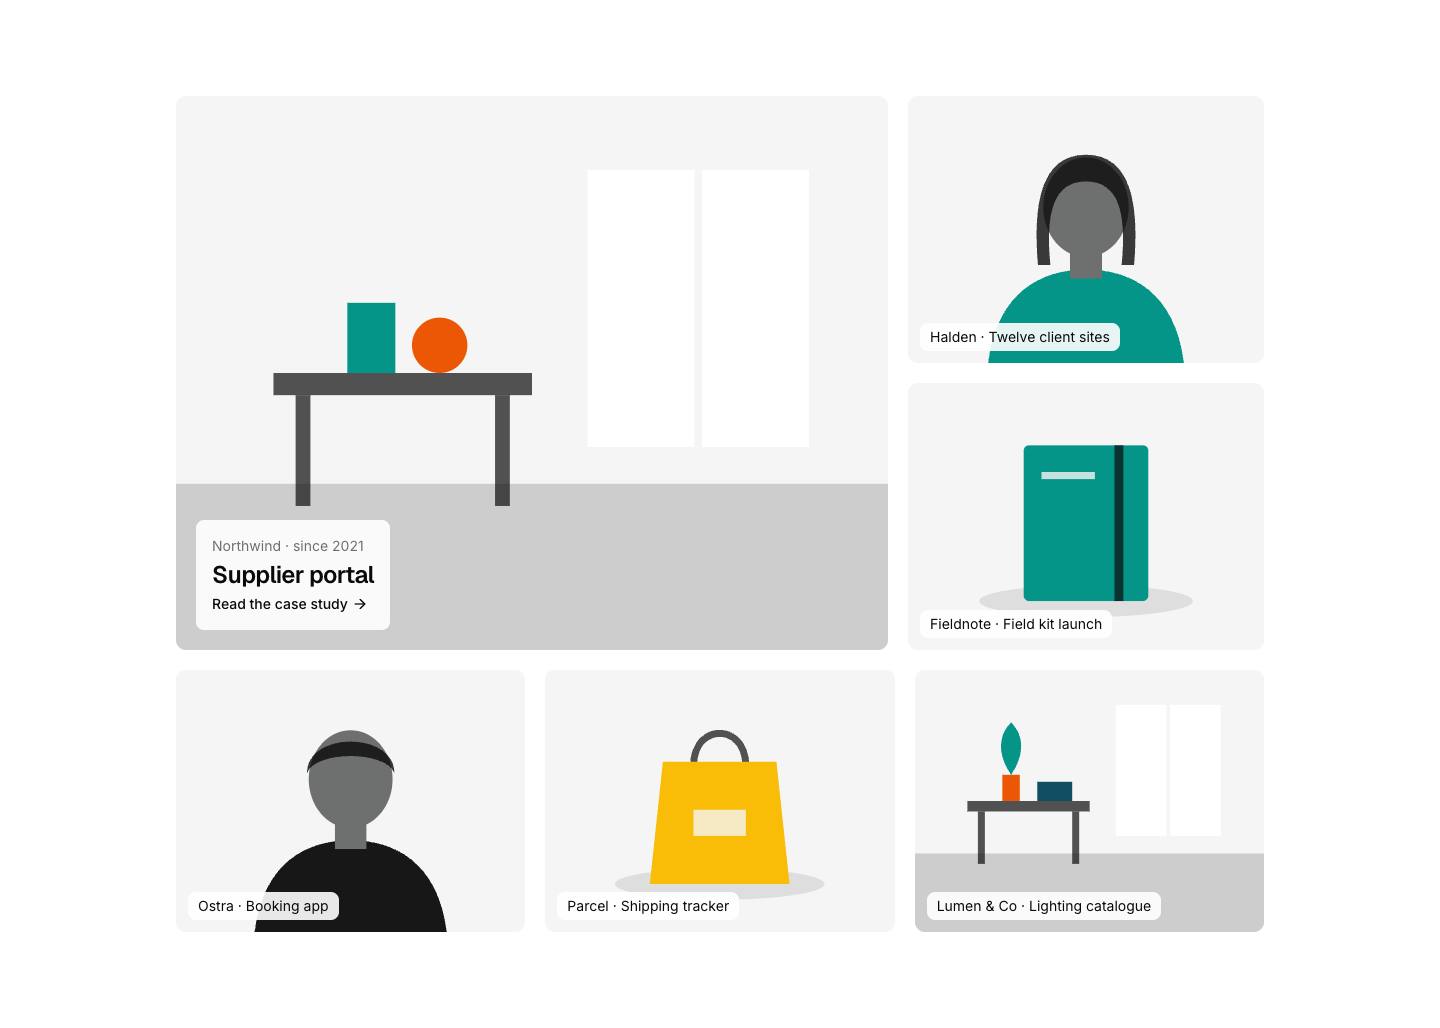 Northwind · since 2021
Supplier portal
Read the case study →
Halden · Twelve client sites
Fieldnote · Field kit launch
Ostra · Booking app
Parcel · Shipping tracker
Lumen & Co · Lighting catalogue